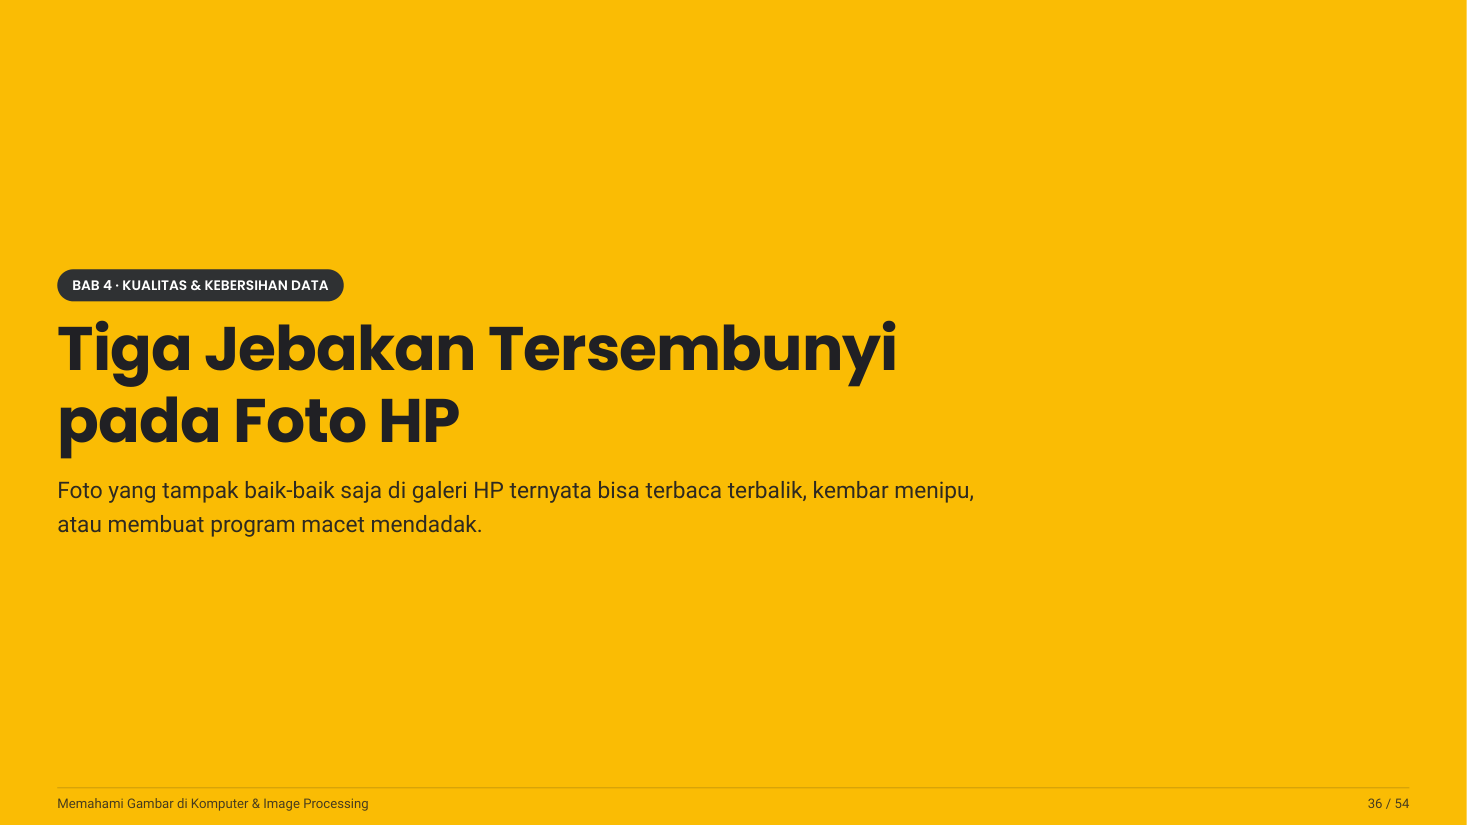 BAB 4 · KUALITAS & KEBERSIHAN DATA
Tiga Jebakan Tersembunyi
pada Foto HP
Foto yang tampak baik-baik saja di galeri HP ternyata bisa terbaca terbalik, kembar menipu,
atau membuat program macet mendadak.
Memahami Gambar di Komputer & Image Processing
36 / 54